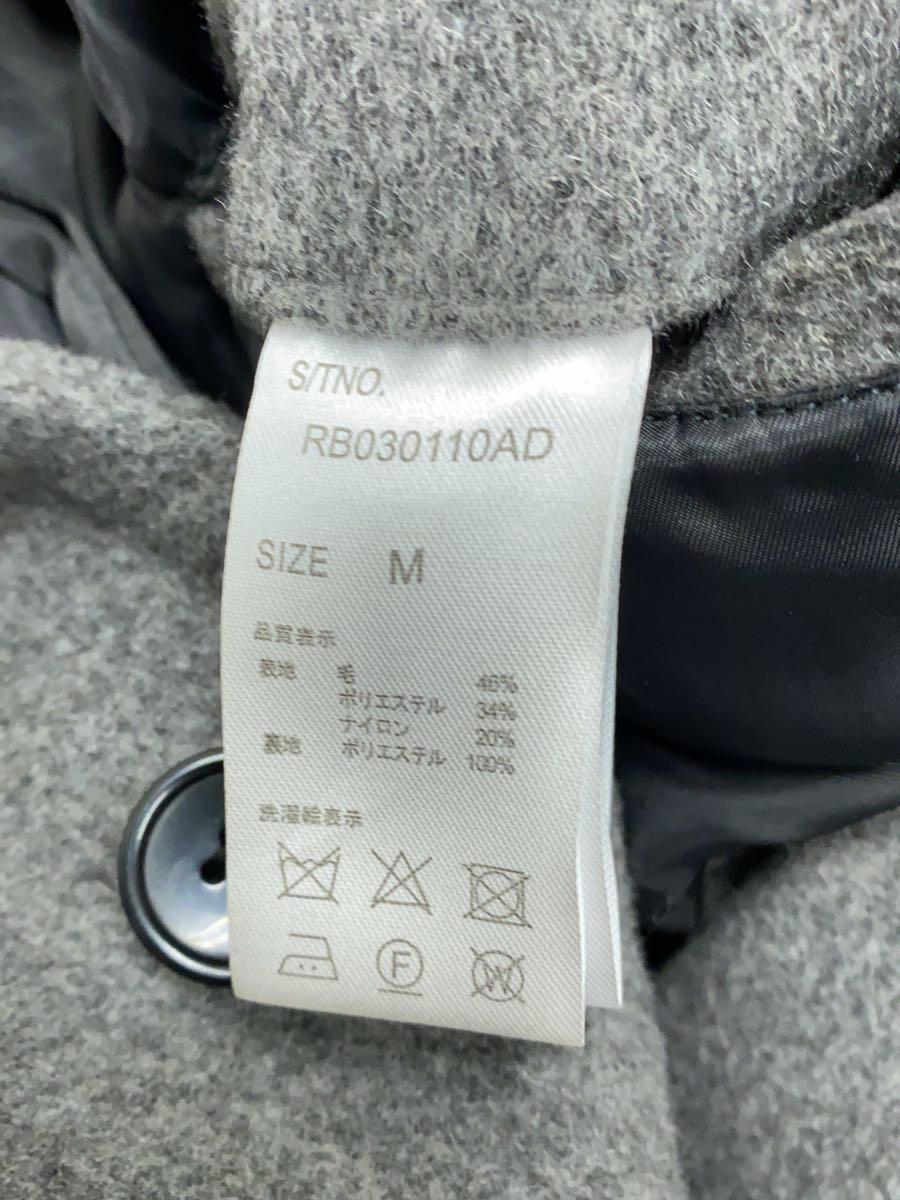 S/TNO.
RB030110AD
SIZE M
品質表示
表地 毛 46%
ポリエステル 34%
ナイロン 20%
裏地 ポリエステル 100%
洗濯絵表示
F
W